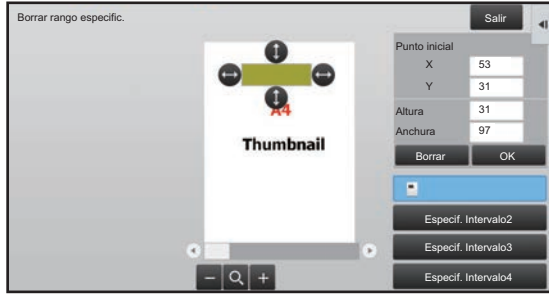 Borrar rango especific.
Salir
Punto inicial
X 53
Y 31
Altura 31
Anchura 97
Borrar OK
A4
Thumbnail
Especif. Intervalo2
Especif. Intervalo3
Especif. Intervalo4